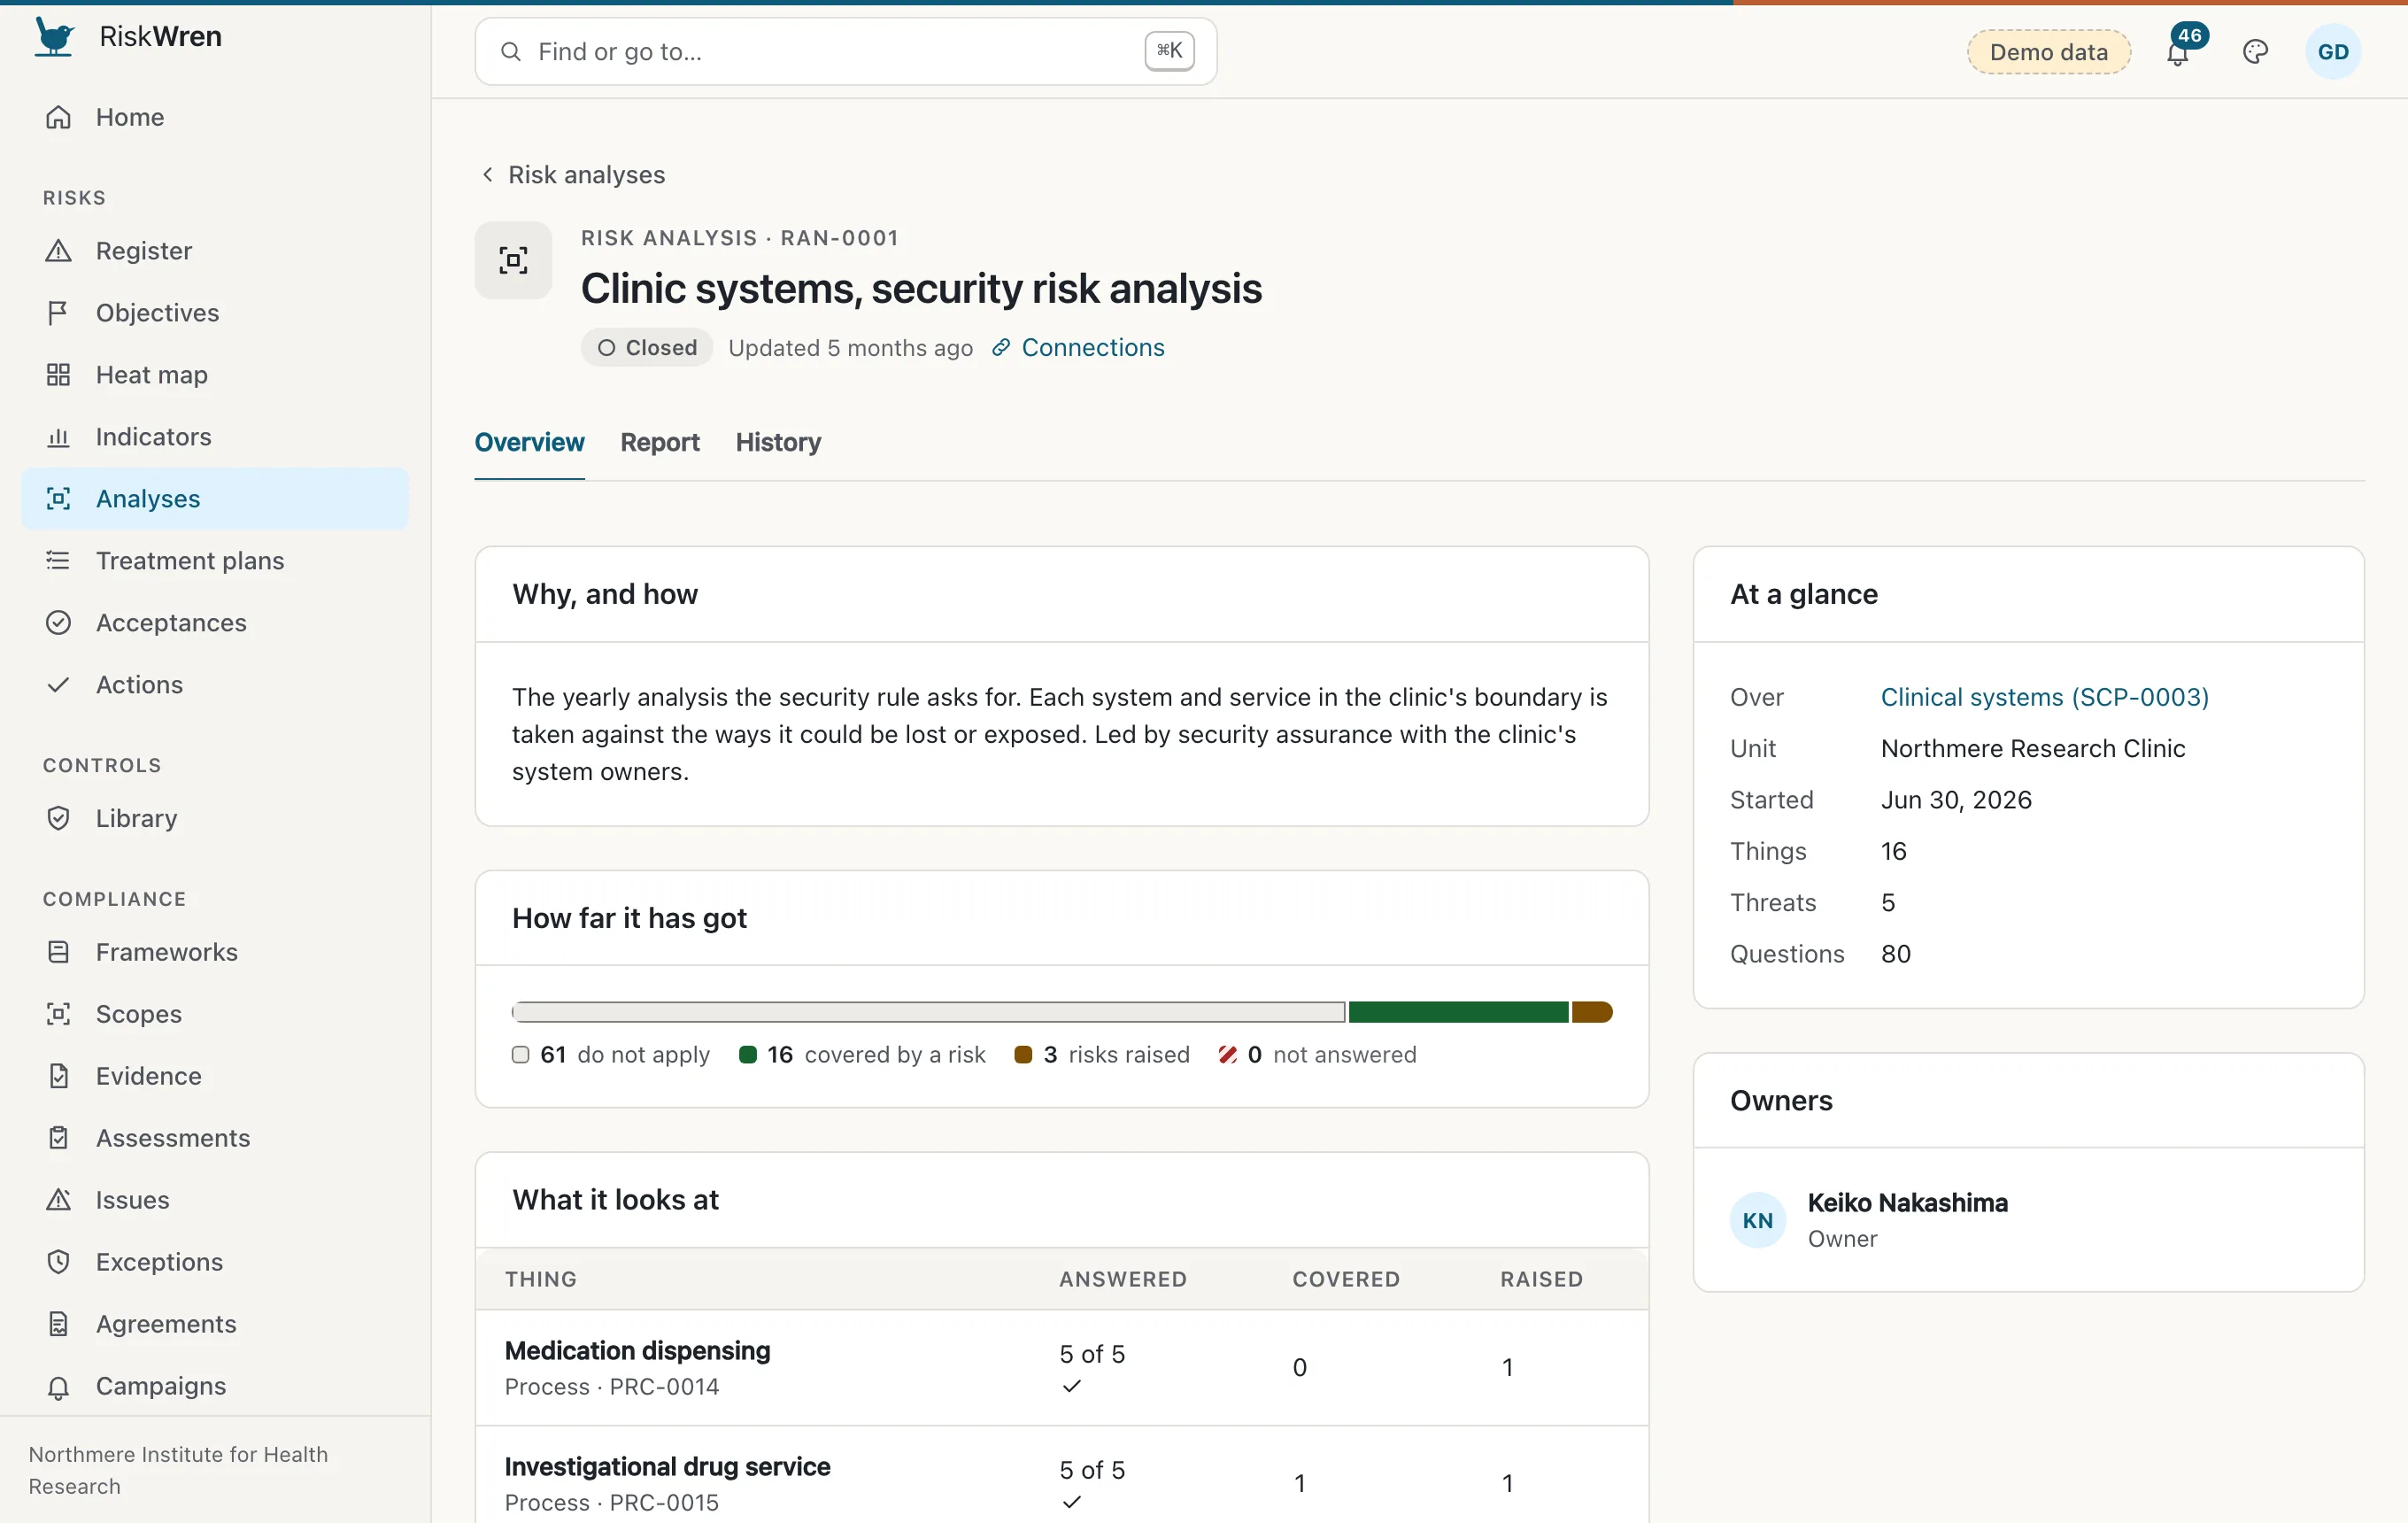 RiskWren
Find or go to...
⌘K
Demo data
46
GD
Home
RISKS
Register
Objectives
Heat map
Indicators
Analyses
Treatment plans
Acceptances
Actions
CONTROLS
Library
COMPLIANCE
Frameworks
Scopes
Evidence
Assessments
Issues
Exceptions
Agreements
Campaigns
Northmere Institute for Health
Research
Risk analyses
RISK ANALYSIS · RAN-0001
Clinic systems, security risk analysis
Closed
Updated 5 months ago
Connections
Overview
Report
History
Why, and how
The yearly analysis the security rule asks for. Each system and service in the clinic's boundary is
taken against the ways it could be lost or exposed. Led by security assurance with the clinic's
system owners.
How far it has got
61 do not apply
16 covered by a risk
3 risks raised
0 not answered
What it looks at
THING ANSWERED COVERED RAISED
Medication dispensing
Process · PRC-0014
5 of 5
0
1
Investigational drug service
Process · PRC-0015
5 of 5
1
1
At a glance
Over Clinical systems (SCP-0003)
Unit Northmere Research Clinic
Started Jun 30, 2026
Things 16
Threats 5
Questions 80
Owners
KN
Keiko Nakashima
Owner